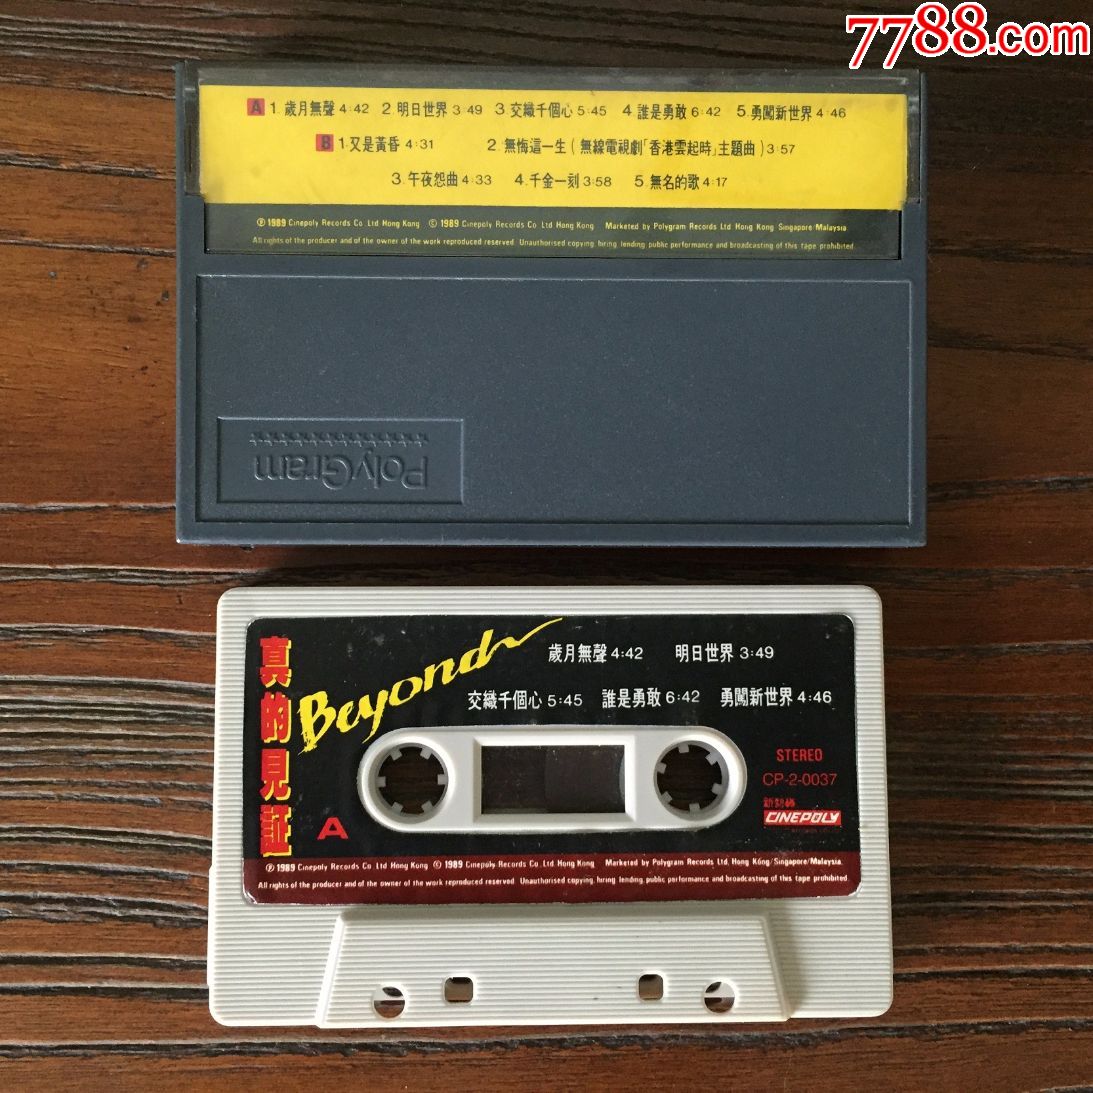 7788.com
A 1. 歲月無聲 4:42 2. 明日世界 3:49 3. 交織千個心 5:45 4. 誰是勇敢 6:42 5. 勇闖新世界 4:46
B 1. 又是黃昏 4:31 2. 無悔這一生 ( 無線電視劇「香港雲起時」主題曲 ) 3:57
3. 午夜怨曲 4:33 4. 千金一刻 3:58 5. 無名的歌 4:17
℗ 1989 Cinepoly Records Co Ltd Hong Kong © 1989 Cinepoly Records Co Ltd Hong Kong Marketed by Polygram Records Ltd Hong Kong Singapore/Malaysia
All rights of the producer and of the owner of the work reproduced reserved. Unauthorised copying, hiring, lending, public performance and broadcasting of this tape prohibited.
PolyGram
真的見証
Beyond
歲月無聲 4:42 明日世界 3:49
交織千個心 5:45 誰是勇敢 6:42 勇闖新世界 4:46
STEREO
CP-2-0037
CINEPOLY
A
℗ 1989 Cinepoly Records Co Ltd Hong Kong © 1989 Cinepoly Records Co Ltd Hong Kong Marketed by Polygram Records Ltd. Hong Kong/Singapore/Malaysia.
All rights of the producer and of the owner of the work reproduced reserved. Unauthorised copying, hiring, lending, public performance and broadcasting of this tape prohibited.